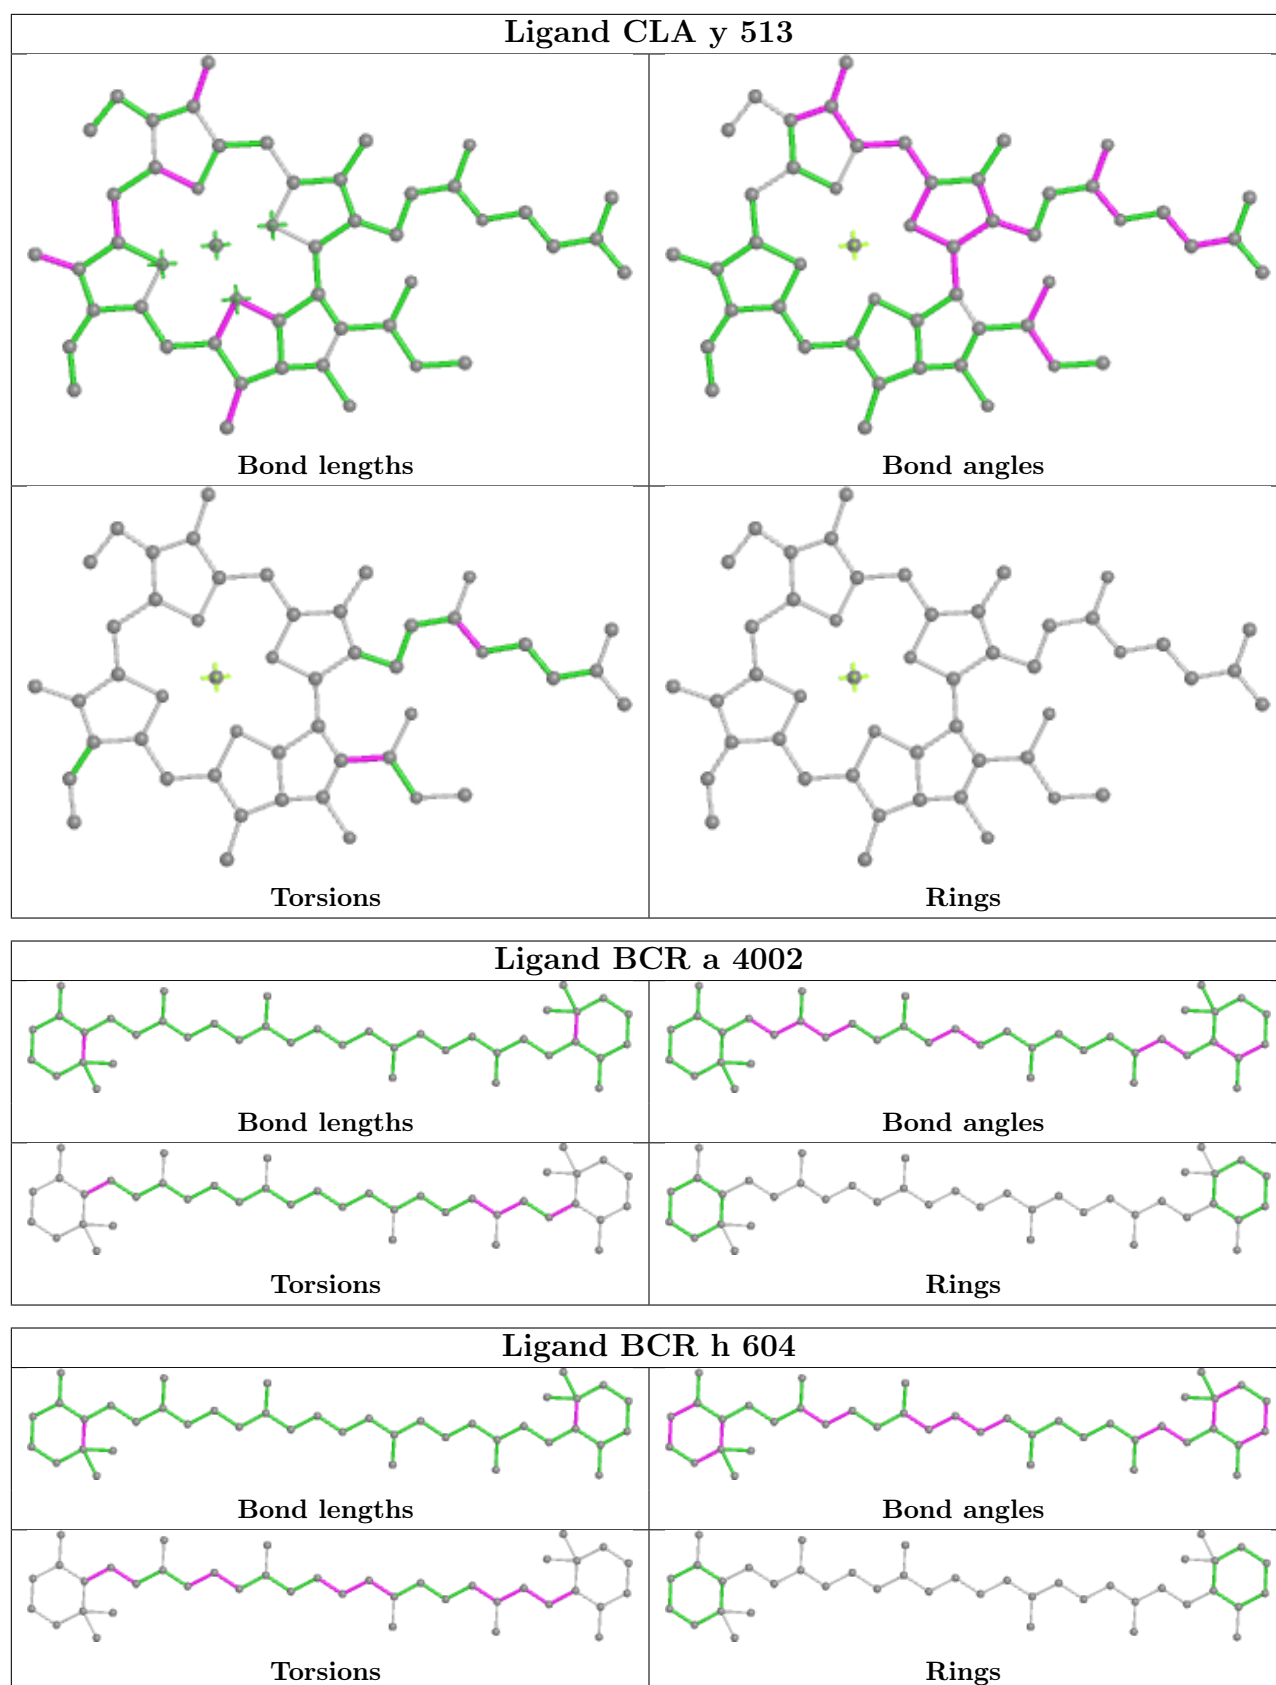 Ligand CLA y 513
Bond lengths
Bond angles
Torsions
Rings
Ligand BCR a 4002
Bond lengths
Bond angles
Torsions
Rings
Ligand BCR h 604
Bond lengths
Bond angles
Torsions
Rings